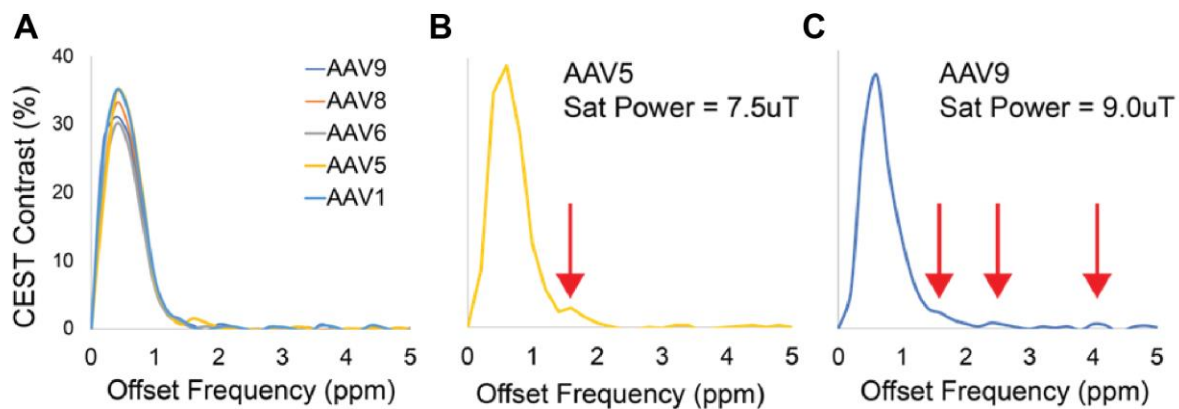 A
B
C
40
30
20
10
0
CEST Contrast (%)
AAV9
AAV8
AAV6
AAV5
AAV1
0 1 2 3 4 5
Offset Frequency (ppm)
AAV5
Sat Power = 7.5uT
0 1 2 3 4 5
Offset Frequency (ppm)
AAV9
Sat Power = 9.0uT
0 1 2 3 4 5
Offset Frequency (ppm)